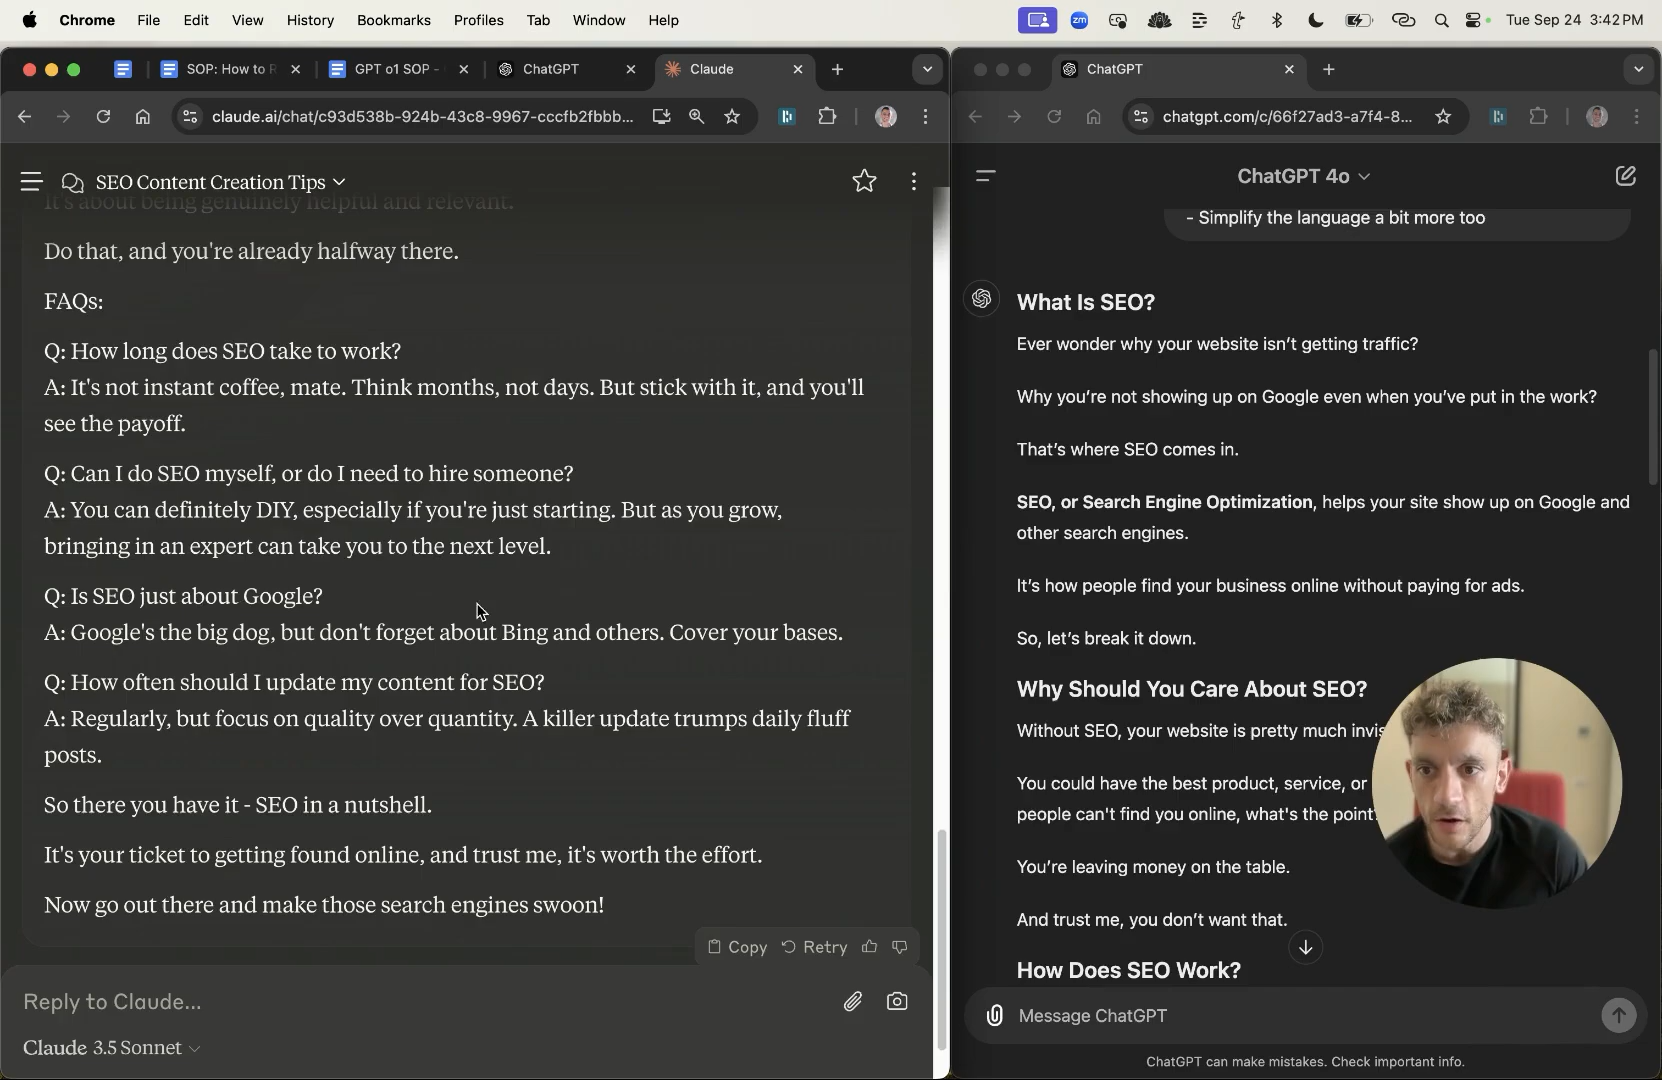 Chrome File Edit View History Bookmarks Profiles Tab Window Help zm Tue Sep 24 3:42 PM
SOP: How to R
GPT o1 SOP -
ChatGPT
Claude
claude.ai/chat/c93d538b-924b-43c8-9967-cccfb2fbbb...
SEO Content Creation Tips
It's about being genuinely helpful and relevant.
Do that, and you're already halfway there.
FAQs:
Q: How long does SEO take to work?
A: It's not instant coffee, mate. Think months, not days. But stick with it, and you'll
see the payoff.
Q: Can I do SEO myself, or do I need to hire someone?
A: You can definitely DIY, especially if you're just starting. But as you grow,
bringing in an expert can take you to the next level.
Q: Is SEO just about Google?
A: Google's the big dog, but don't forget about Bing and others. Cover your bases.
Q: How often should I update my content for SEO?
A: Regularly, but focus on quality over quantity. A killer update trumps daily fluff
posts.
So there you have it - SEO in a nutshell.
It's your ticket to getting found online, and trust me, it's worth the effort.
Now go out there and make those search engines swoon!
Copy Retry
Reply to Claude...
Claude 3.5 Sonnet
ChatGPT
chatgpt.com/c/66f27ad3-a7f4-8...
ChatGPT 4o
- Simplify the language a bit more too
What Is SEO?
Ever wonder why your website isn’t getting traffic?
Why you’re not showing up on Google even when you’ve put in the work?
That’s where SEO comes in.
SEO, or Search Engine Optimization, helps your site show up on Google and
other search engines.
It’s how people find your business online without paying for ads.
So, let’s break it down.
Why Should You Care About SEO?
Without SEO, your website is pretty much invis
You could have the best product, service, or
people can't find you online, what's the point?
You’re leaving money on the table.
And trust me, you don’t want that.
How Does SEO Work?
Message ChatGPT
ChatGPT can make mistakes. Check important info.